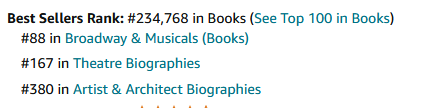 Best Sellers Rank: #234,768 in Books (See Top 100 in Books)
#88 in Broadway & Musicals (Books)
#167 in Theatre Biographies
#380 in Artist & Architect Biographies